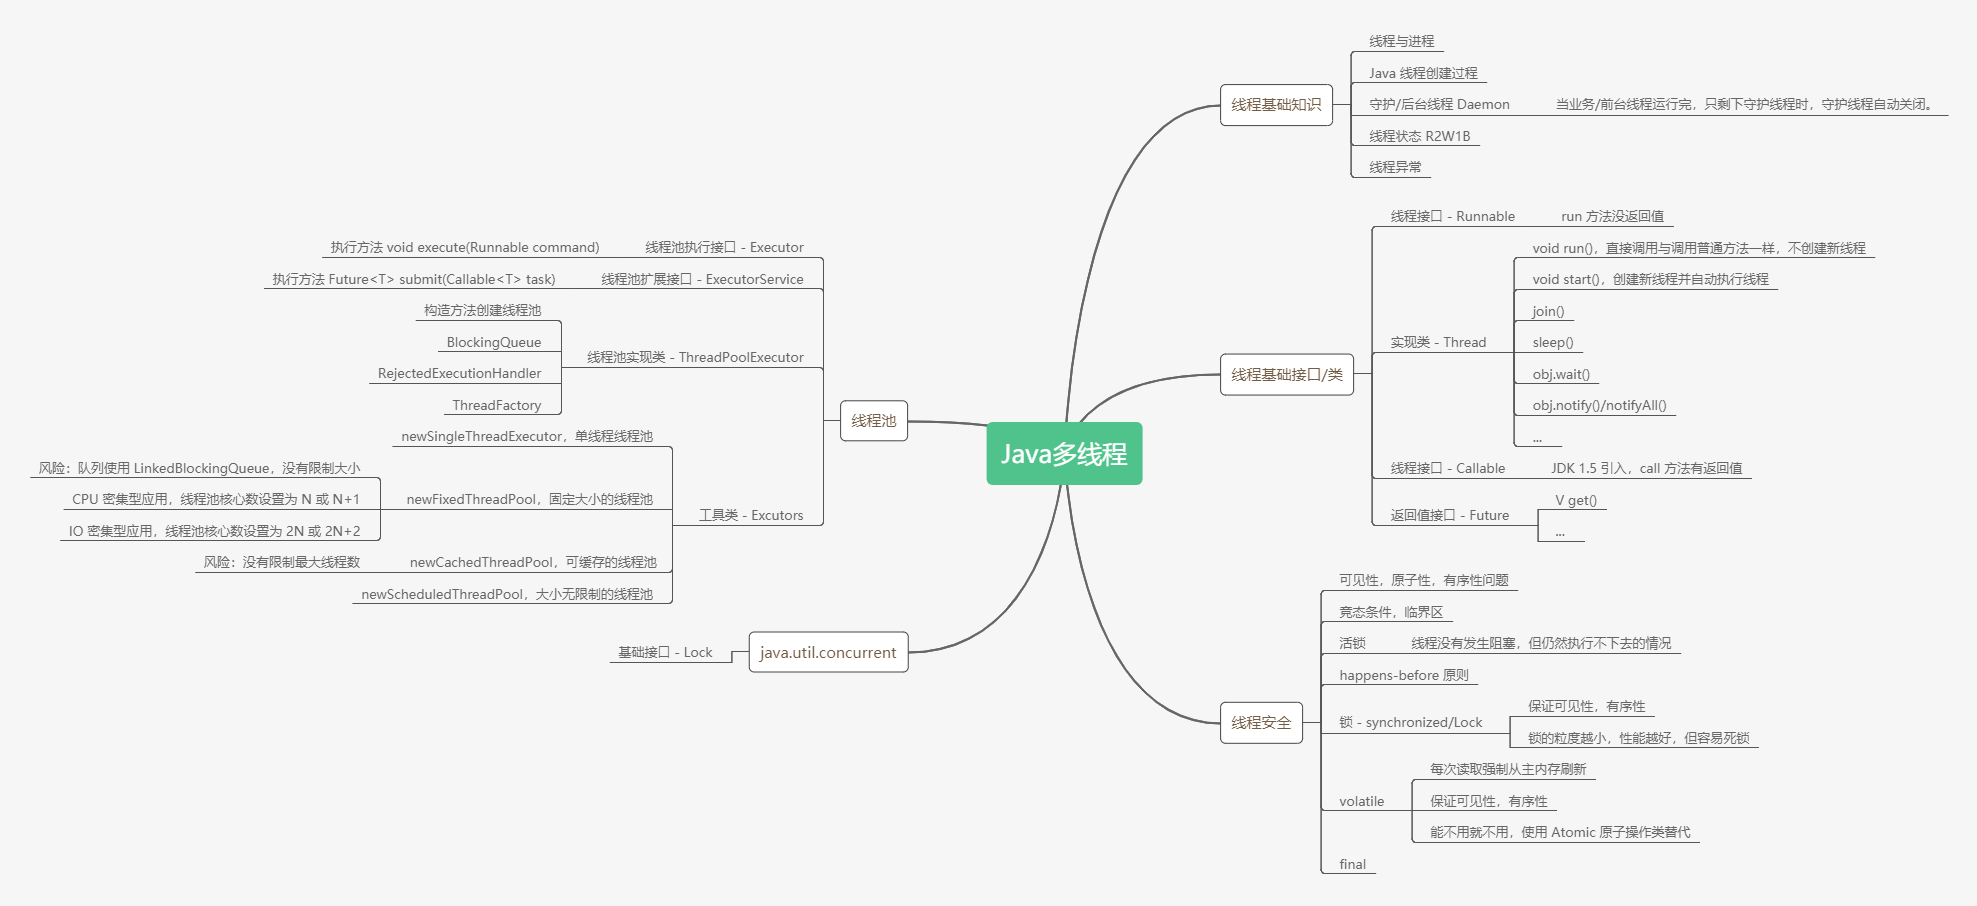 Java多线程
线程基础知识
线程与进程
Java 线程创建过程
守护/后台线程 Daemon
当业务/前台线程运行完，只剩下守护线程时，守护线程自动关闭。
线程状态 R2W1B
线程异常
线程基础接口/类
线程接口 - Runnable
run 方法没返回值
实现类 - Thread
void run()，直接调用与调用普通方法一样，不创建新线程
void start()，创建新线程并自动执行线程
join()
sleep()
obj.wait()
obj.notify()/notifyAll()
...
线程接口 - Callable
JDK 1.5 引入，call 方法有返回值
返回值接口 - Future
V get()
...
线程安全
可见性，原子性，有序性问题
竞态条件，临界区
活锁
线程没有发生阻塞，但仍然执行不下去的情况
happens-before 原则
锁 - synchronized/Lock
保证可见性，有序性
锁的粒度越小，性能越好，但容易死锁
volatile
每次读取强制从主内存刷新
保证可见性，有序性
能不用就不用，使用 Atomic 原子操作类替代
final
线程池
线程池执行接口 - Executor
执行方法 void execute(Runnable command)
线程池扩展接口 - ExecutorService
执行方法 Future<T> submit(Callable<T> task)
线程池实现类 - ThreadPoolExecutor
构造方法创建线程池
BlockingQueue
RejectedExecutionHandler
ThreadFactory
工具类 - Excutors
newSingleThreadExecutor，单线程线程池
newFixedThreadPool，固定大小的线程池
风险：队列使用 LinkedBlockingQueue，没有限制大小
CPU 密集型应用，线程池核心数设置为 N 或 N+1
IO 密集型应用，线程池核心数设置为 2N 或 2N+2
newCachedThreadPool，可缓存的线程池
风险：没有限制最大线程数
newScheduledThreadPool，大小无限制的线程池
java.util.concurrent
基础接口 - Lock